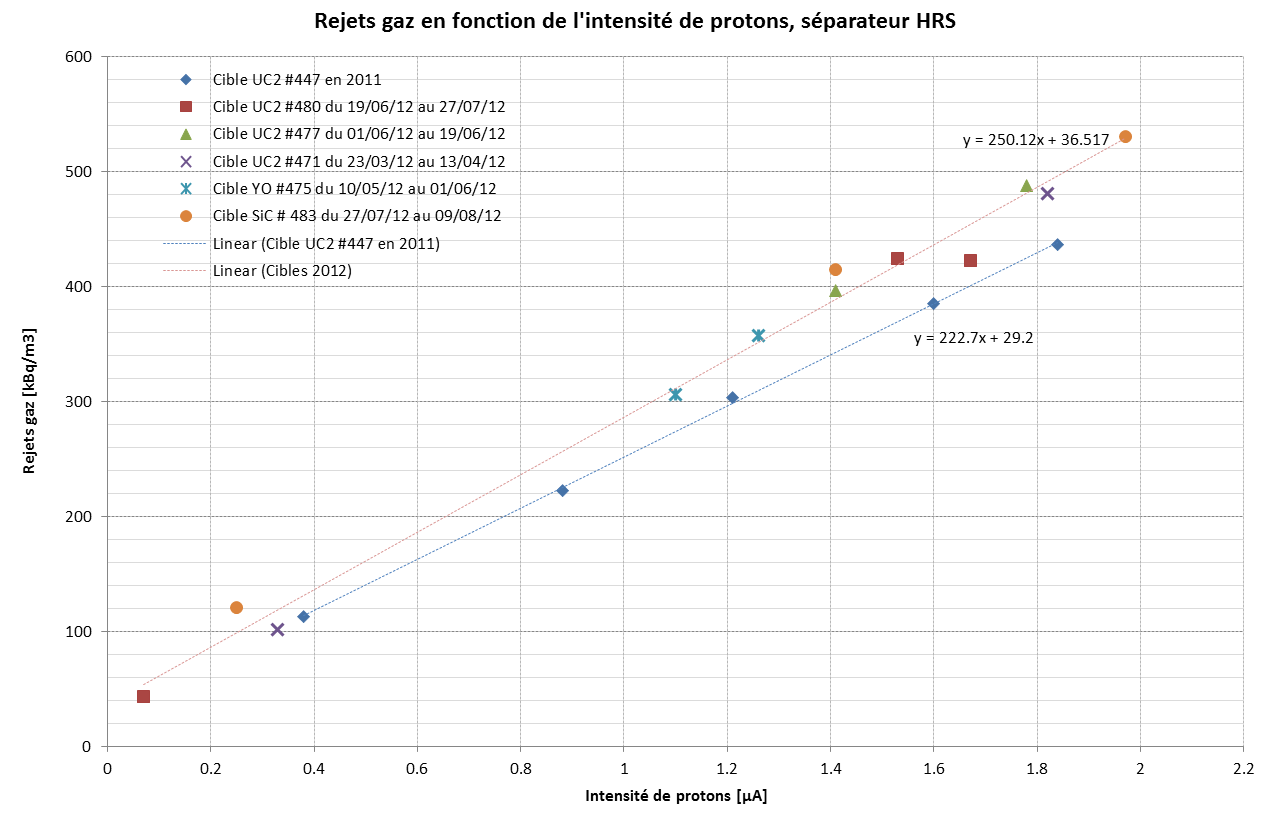 Rejets gaz en fonction de l'intensité de protons, séparateur HRS
600
500
400
300
200
100
0
Rejets gaz [kBq/m3]
Cible UC2 #447 en 2011
Cible UC2 #480 du 19/06/12 au 27/07/12
Cible UC2 #477 du 01/06/12 au 19/06/12
Cible UC2 #471 du 23/03/12 au 13/04/12
Cible YO #475 du 10/05/12 au 01/06/12
Cible SiC # 483 du 27/07/12 au 09/08/12
Linear (Cible UC2 #447 en 2011)
Linear (Cibles 2012)
y = 250.12x + 36.517
y = 222.7x + 29.2
0 0.2 0.4 0.6 0.8 1 1.2 1.4 1.6 1.8 2 2.2
Intensité de protons [µA]